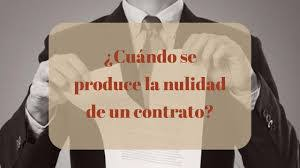 ¿Cuándo se
produce la nulidad
de un contrato?